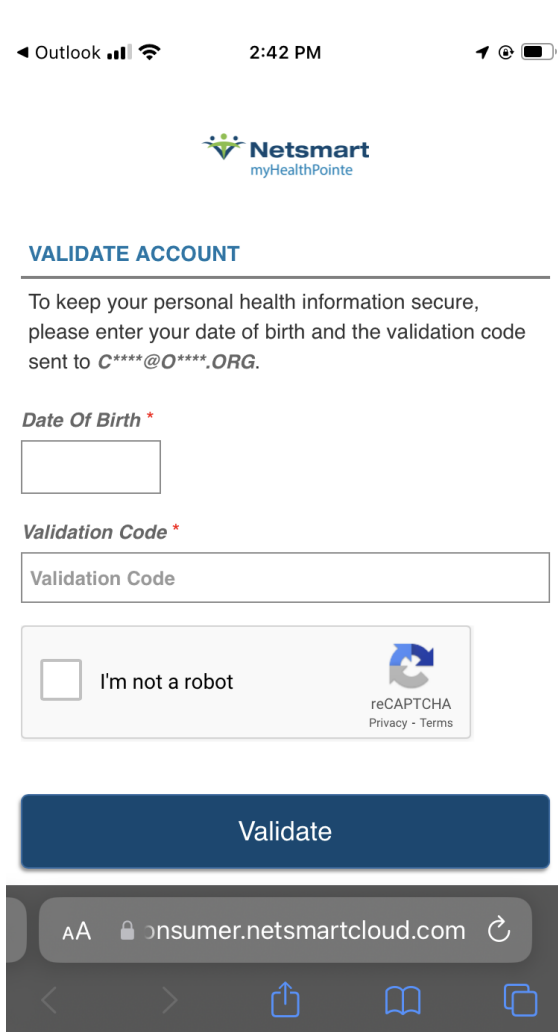 Outlook 2:42 PM
Netsmart
myHealthPointe
VALIDATE ACCOUNT
To keep your personal health information secure,
please enter your date of birth and the validation code
sent to C****@O****.ORG.
Date Of Birth *
Validation Code *
Validation Code
I'm not a robot
reCAPTCHA
Privacy - Terms
Validate
AA onsumer.netsmartcloud.com